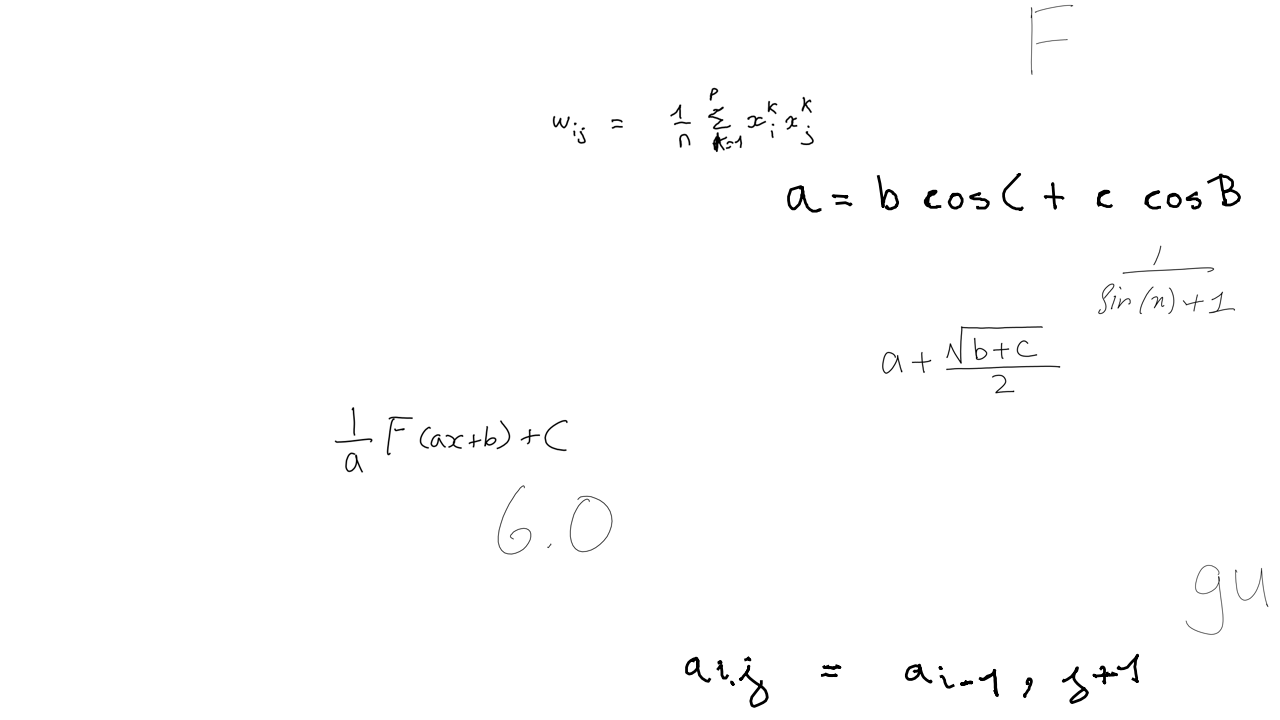 F
w_{ij} = \frac{1}{n} \sum_{k=1}^{p} x_i^k x_j^k
a = b cos C + c cos B
\frac{1}{sin(n)+1}
a + \frac{\sqrt{b+c}}{2}
\frac{1}{a} F(ax+b) + C
6.0
gu
a_{i,j} = a_{i-1, j+1}